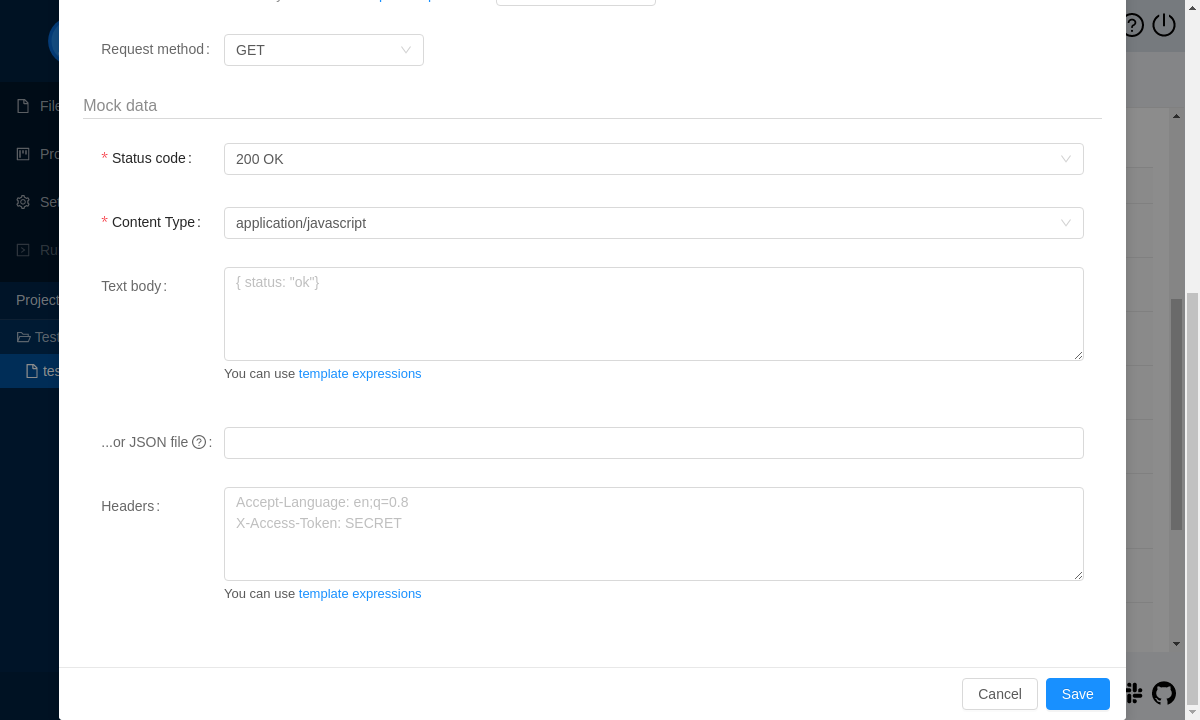 Request method:
GET
Mock data
* Status code:
200 OK
* Content Type:
application/javascript
Text body:
{ status: "ok"}
You can use template expressions
...or JSON file ? :
Headers:
Accept-Language: en;q=0.8
X-Access-Token: SECRET
You can use template expressions
Cancel
Save
File
Pro
Set
Ru
Project
Test
tes